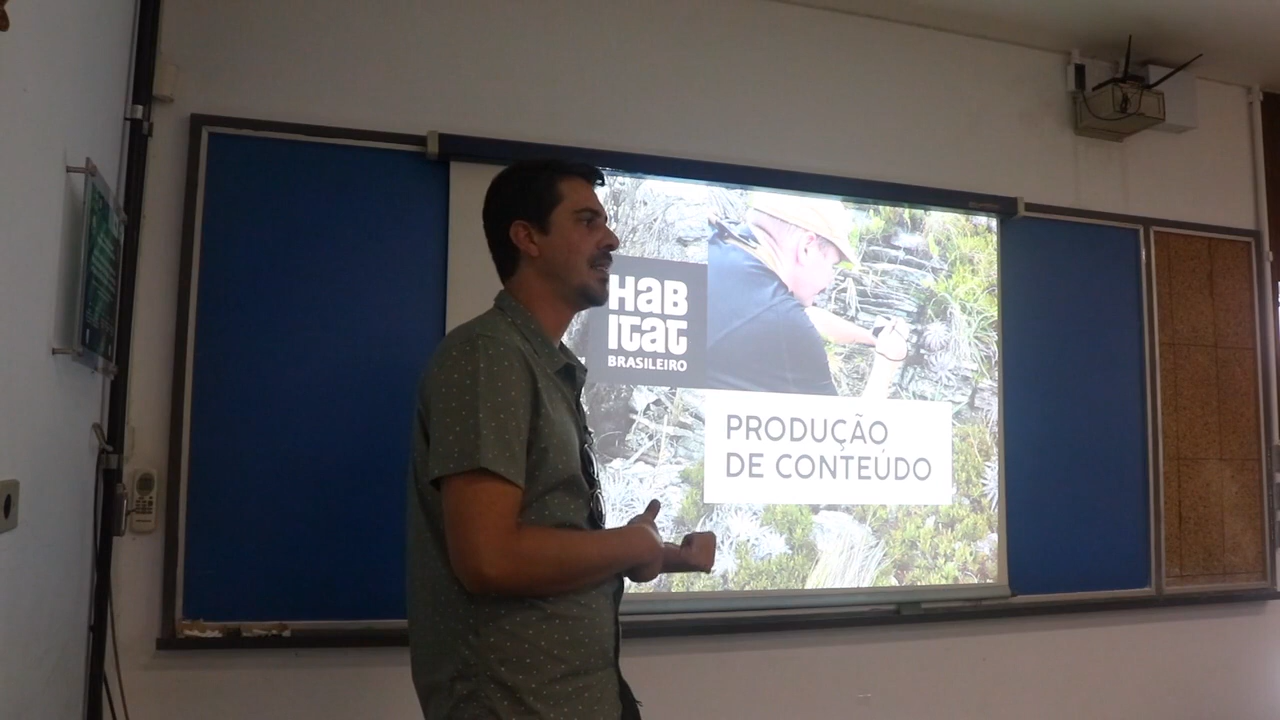 HaB
ITat
BRASILEIRO
PRODUÇÃO
DE CONTEÚDO